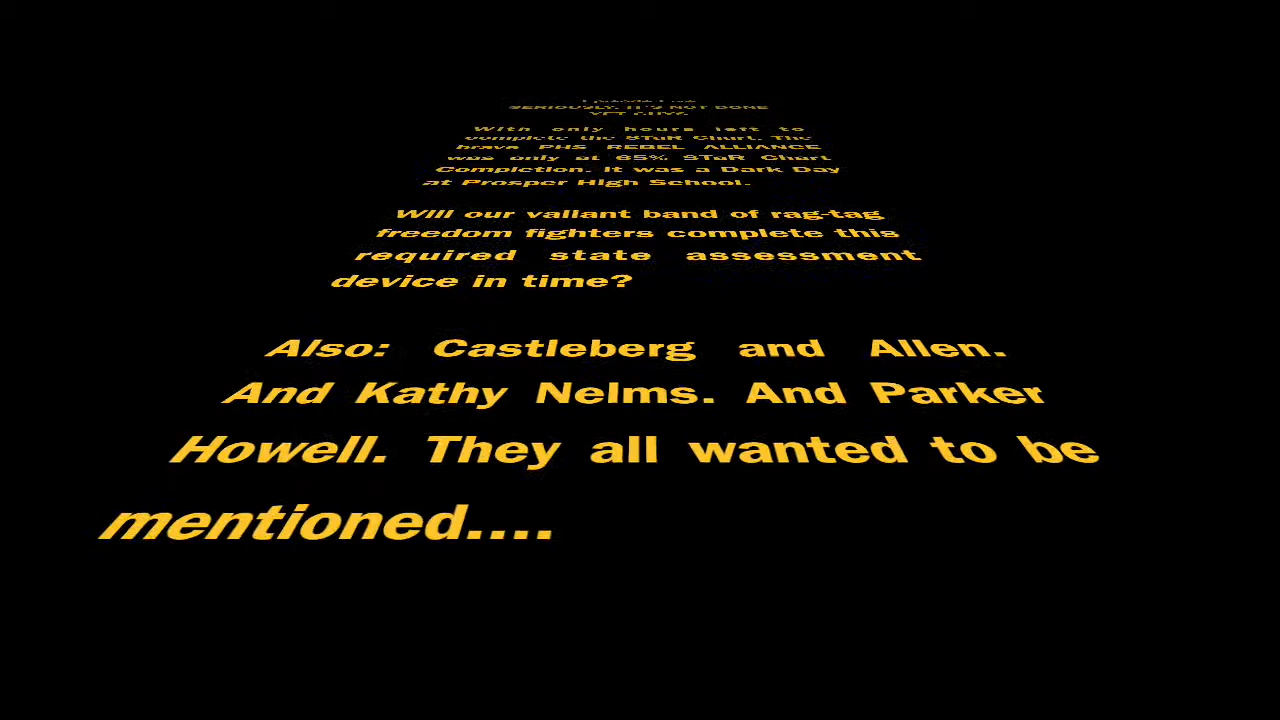 SERIOUSLY, IT'S NOT DONE
With only hours left to
complete the STaR Chart. The
brave PHS REBEL ALLIANCE
was only at 65% STaR Chart
Completion. It was a Dark Day
at Prosper High School.
Will our valiant band of rag-tag
freedom fighters complete this
required state assessment
device in time?
Also: Castleberg and Allen.
And Kathy Nelms. And Parker
Howell. They all wanted to be
mentioned....